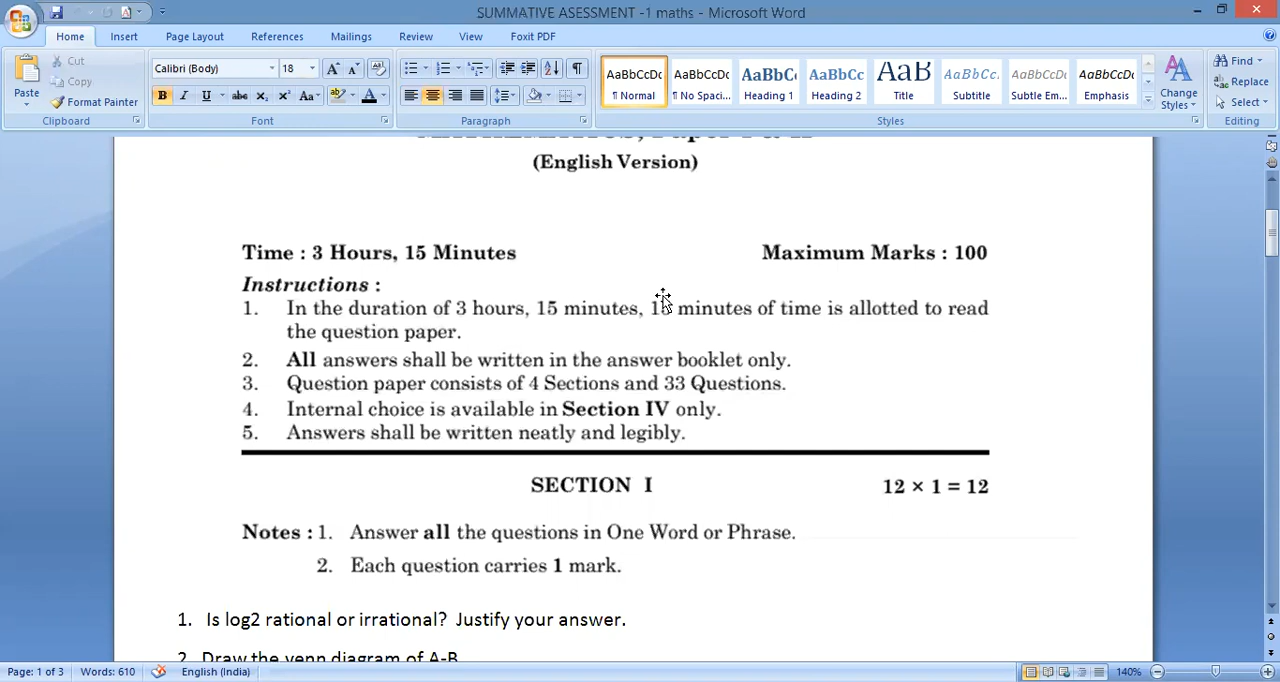 SUMMATIVE ASESSMENT -1 maths - Microsoft Word
Home Insert Page Layout References Mailings Review View Foxit PDF
Paste Cut Copy Format Painter
Calibri (Body) 18
AaBbCcDc AaBbCcDc AaBbC AaBbCc AaB AaBbCc. AaBbCcDc AaBbCcDc
¶ Normal ¶ No Spaci... Heading 1 Heading 2 Title Subtitle Subtle Em... Emphasis
Change Styles
Find Replace Select
Clipboard Font Paragraph Styles Editing
(English Version)
Time : 3 Hours, 15 Minutes Maximum Marks : 100
Instructions :
1. In the duration of 3 hours, 15 minutes, 15 minutes of time is allotted to read
the question paper.
2. All answers shall be written in the answer booklet only.
3. Question paper consists of 4 Sections and 33 Questions.
4. Internal choice is available in Section IV only.
5. Answers shall be written neatly and legibly.
SECTION I 12 × 1 = 12
Notes : 1. Answer all the questions in One Word or Phrase.
2. Each question carries 1 mark.
1. Is log2 rational or irrational? Justify your answer.
2. Draw the venn diagram of A-B
Page: 1 of 3 Words: 610 English (India) 140%